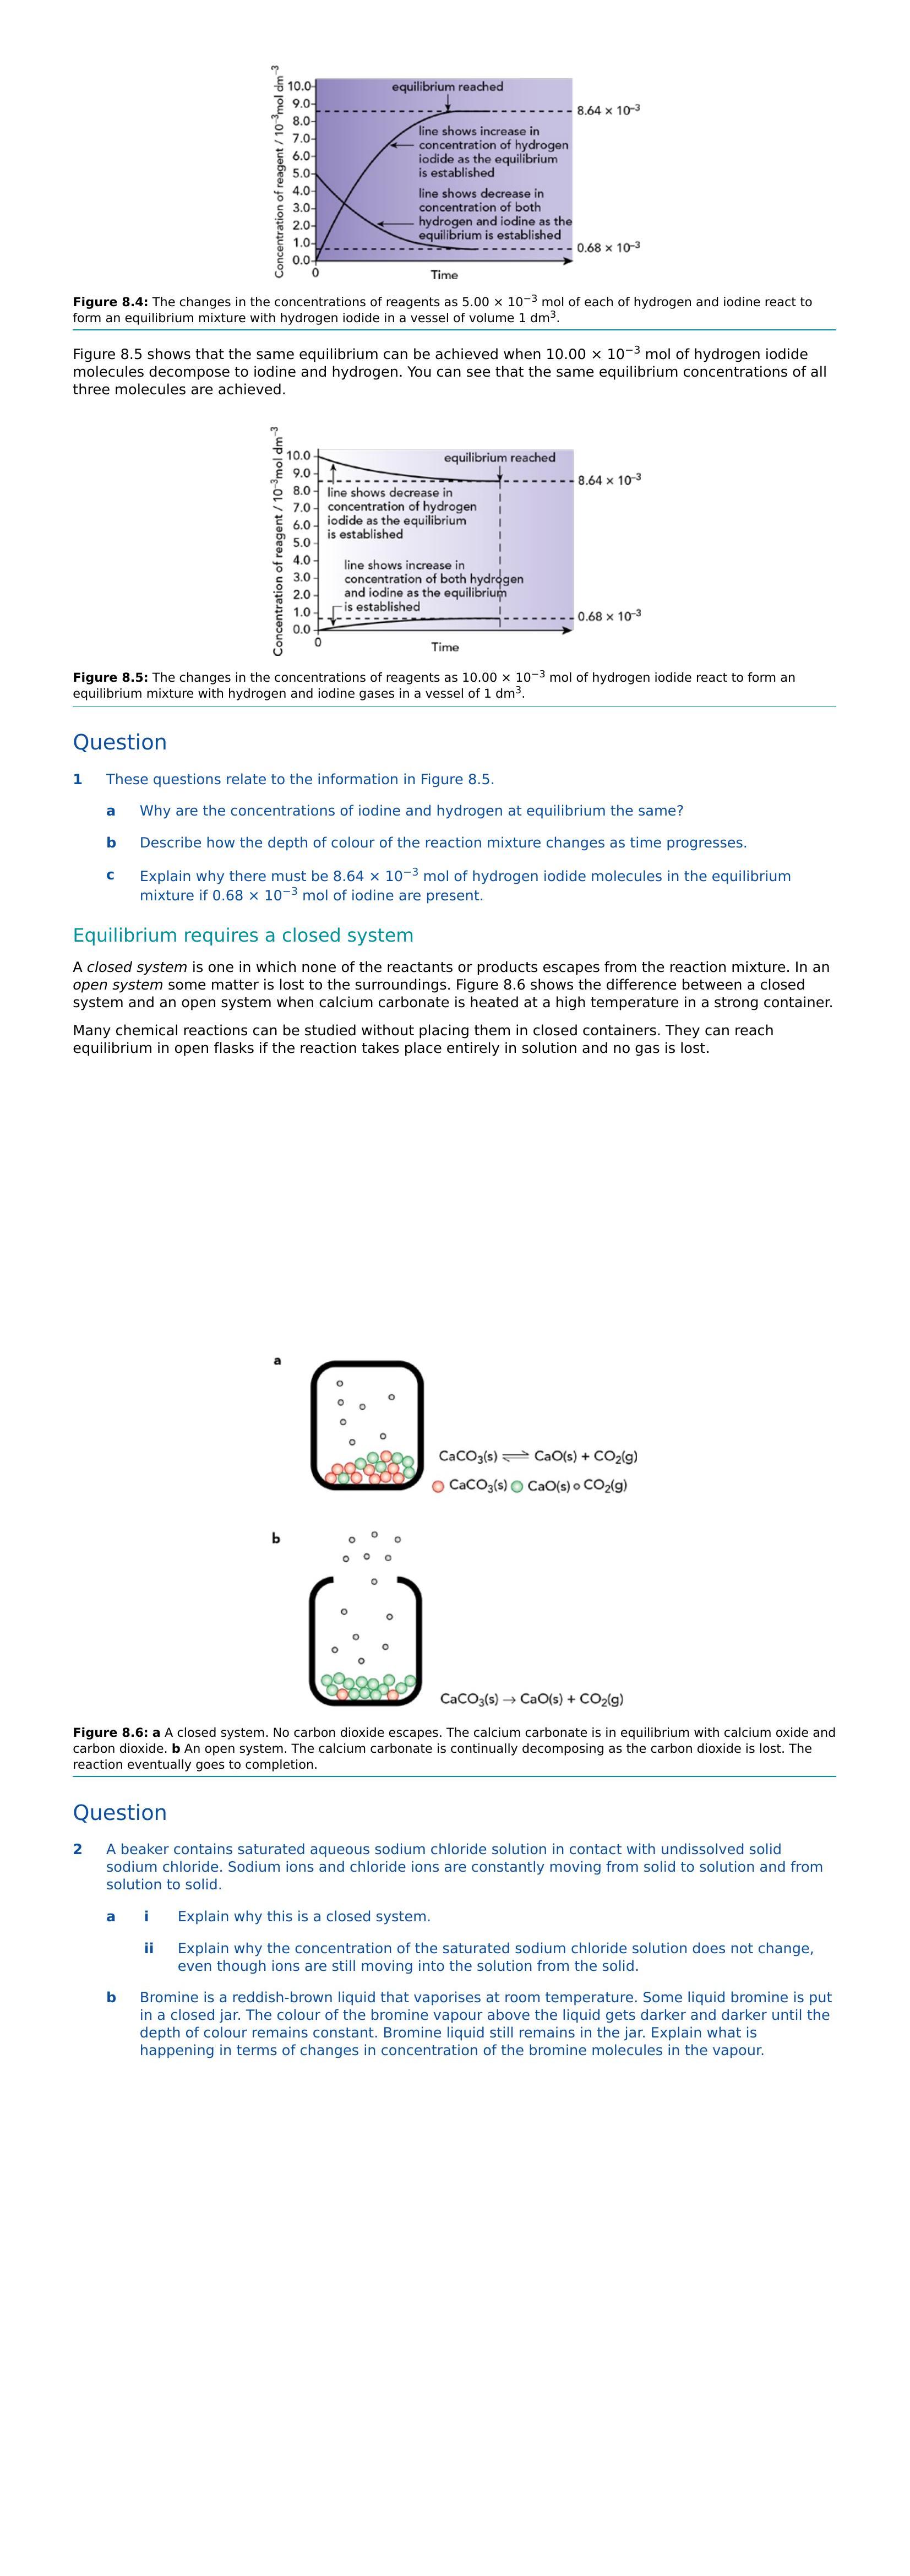 Concentration of reagent / 10⁻³mol dm⁻³
10.0
9.0
8.0
7.0
6.0
5.0
4.0
3.0
2.0
1.0
0.0
0
Time
equilibrium reached
8.64 × 10⁻³
line shows increase in
concentration of hydrogen
iodide as the equilibrium
is established
line shows decrease in
concentration of both
hydrogen and iodine as the
equilibrium is established
0.68 × 10⁻³
Figure 8.4: The changes in the concentrations of reagents as 5.00 × 10⁻³ mol of each of hydrogen and iodine react to
form an equilibrium mixture with hydrogen iodide in a vessel of volume 1 dm³.
Figure 8.5 shows that the same equilibrium can be achieved when 10.00 × 10⁻³ mol of hydrogen iodide
molecules decompose to iodine and hydrogen. You can see that the same equilibrium concentrations of all
three molecules are achieved.
Concentration of reagent / 10⁻³mol dm⁻³
10.0
9.0
8.0
7.0
6.0
5.0
4.0
3.0
2.0
1.0
0.0
0
Time
equilibrium reached
8.64 × 10⁻³
line shows decrease in
concentration of hydrogen
iodide as the equilibrium
is established
line shows increase in
concentration of both hydrogen
and iodine as the equilibrium
is established
0.68 × 10⁻³
Figure 8.5: The changes in the concentrations of reagents as 10.00 × 10⁻³ mol of hydrogen iodide react to form an
equilibrium mixture with hydrogen and iodine gases in a vessel of 1 dm³.
Question
1 These questions relate to the information in Figure 8.5.
a Why are the concentrations of iodine and hydrogen at equilibrium the same?
b Describe how the depth of colour of the reaction mixture changes as time progresses.
c Explain why there must be 8.64 × 10⁻³ mol of hydrogen iodide molecules in the equilibrium
mixture if 0.68 × 10⁻³ mol of iodine are present.
Equilibrium requires a closed system
A closed system is one in which none of the reactants or products escapes from the reaction mixture. In an
open system some matter is lost to the surroundings. Figure 8.6 shows the difference between a closed
system and an open system when calcium carbonate is heated at a high temperature in a strong container.
Many chemical reactions can be studied without placing them in closed containers. They can reach
equilibrium in open flasks if the reaction takes place entirely in solution and no gas is lost.
a
CaCO₃(s) ⇌ CaO(s) + CO₂(g)
CaCO₃(s) CaO(s) CO₂(g)
b
CaCO₃(s) → CaO(s) + CO₂(g)
Figure 8.6: a A closed system. No carbon dioxide escapes. The calcium carbonate is in equilibrium with calcium oxide and
carbon dioxide. b An open system. The calcium carbonate is continually decomposing as the carbon dioxide is lost. The
reaction eventually goes to completion.
Question
2 A beaker contains saturated aqueous sodium chloride solution in contact with undissolved solid
sodium chloride. Sodium ions and chloride ions are constantly moving from solid to solution and from
solution to solid.
a i Explain why this is a closed system.
ii Explain why the concentration of the saturated sodium chloride solution does not change,
even though ions are still moving into the solution from the solid.
b Bromine is a reddish-brown liquid that vaporises at room temperature. Some liquid bromine is put
in a closed jar. The colour of the bromine vapour above the liquid gets darker and darker until the
depth of colour remains constant. Bromine liquid still remains in the jar. Explain what is
happening in terms of changes in concentration of the bromine molecules in the vapour.